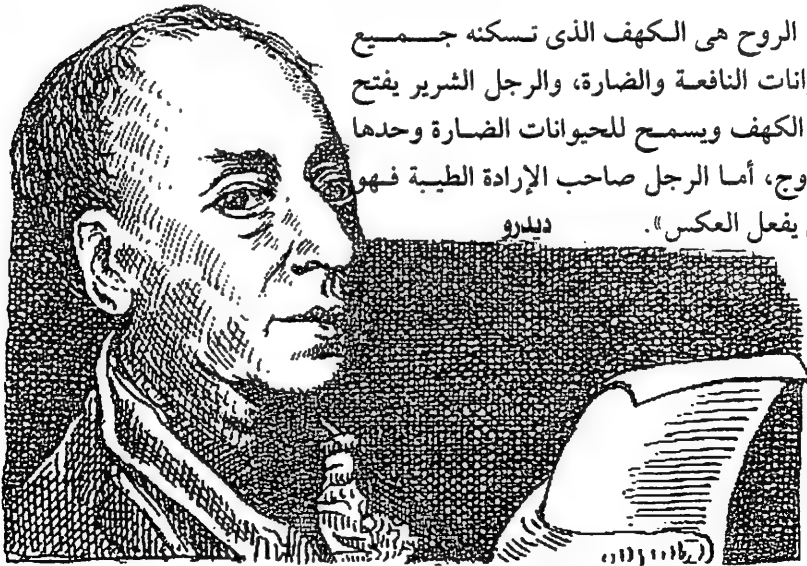 الروح هى الكهف الذى تسكنه جميع
انات النافعة والضارة، والرجل الشرير يفتح
الكهف ويسمح للحيوانات الضارة وحدها
وج، أما الرجل صاحب الإرادة الطيبة فهو
يفعل العكس». ديدرو